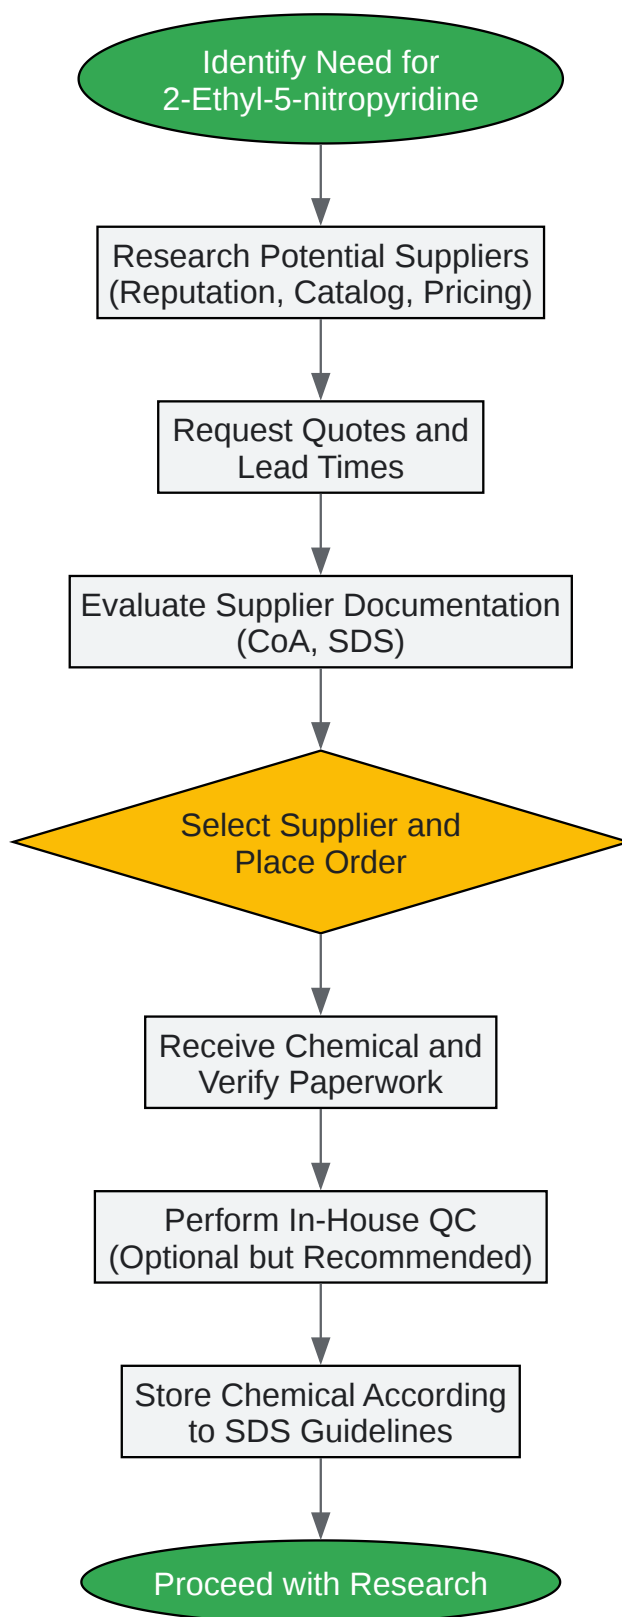 Identify Need for
2-Ethyl-5-nitropyridine
Research Potential Suppliers
(Reputation, Catalog, Pricing)
Request Quotes and
Lead Times
Evaluate Supplier Documentation
(CoA, SDS)
Select Supplier and
Place Order
Receive Chemical and
Verify Paperwork
Perform In-House QC
(Optional but Recommended)
Store Chemical According
to SDS Guidelines
Proceed with Research